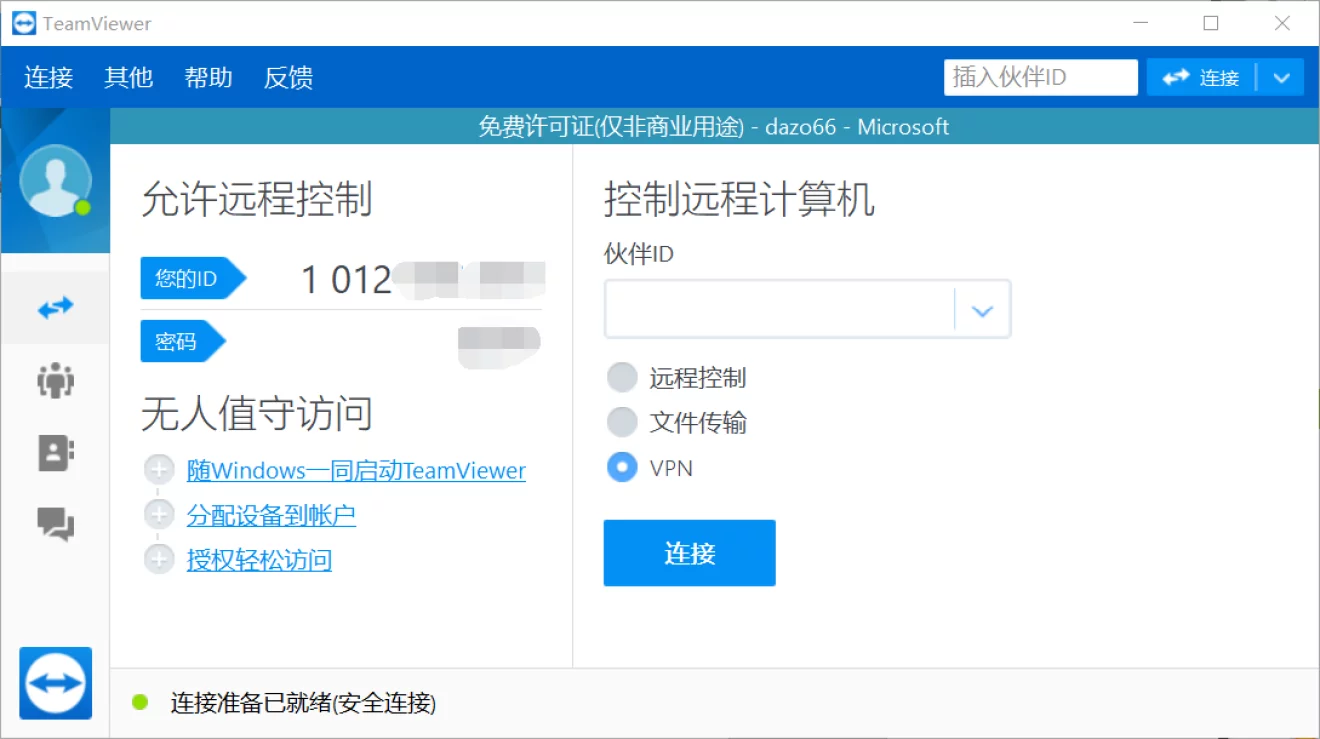 TeamViewer
连接 其他 帮助 反馈 插入伙伴ID 连接
免费许可证(仅非商业用途) - dazo66 - Microsoft
允许远程控制
您的ID 1 012
密码
无人值守访问
随Windows一同启动TeamViewer
分配设备到帐户
授权轻松访问
控制远程计算机
伙伴ID
远程控制
文件传输
VPN
连接
连接准备已就绪(安全连接)